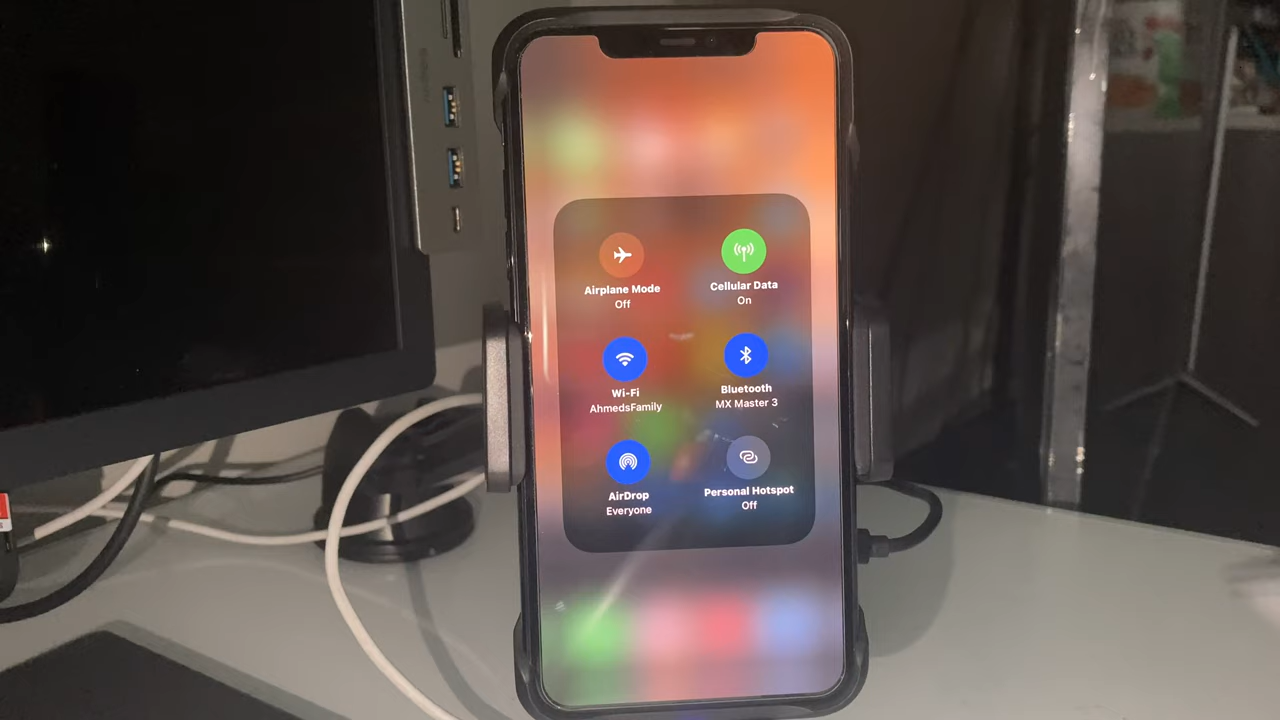 Airplane Mode
Off
Cellular Data
On
Wi-Fi
AhmedsFamily
Bluetooth
MX Master 3
AirDrop
Everyone
Personal Hotspot
Off